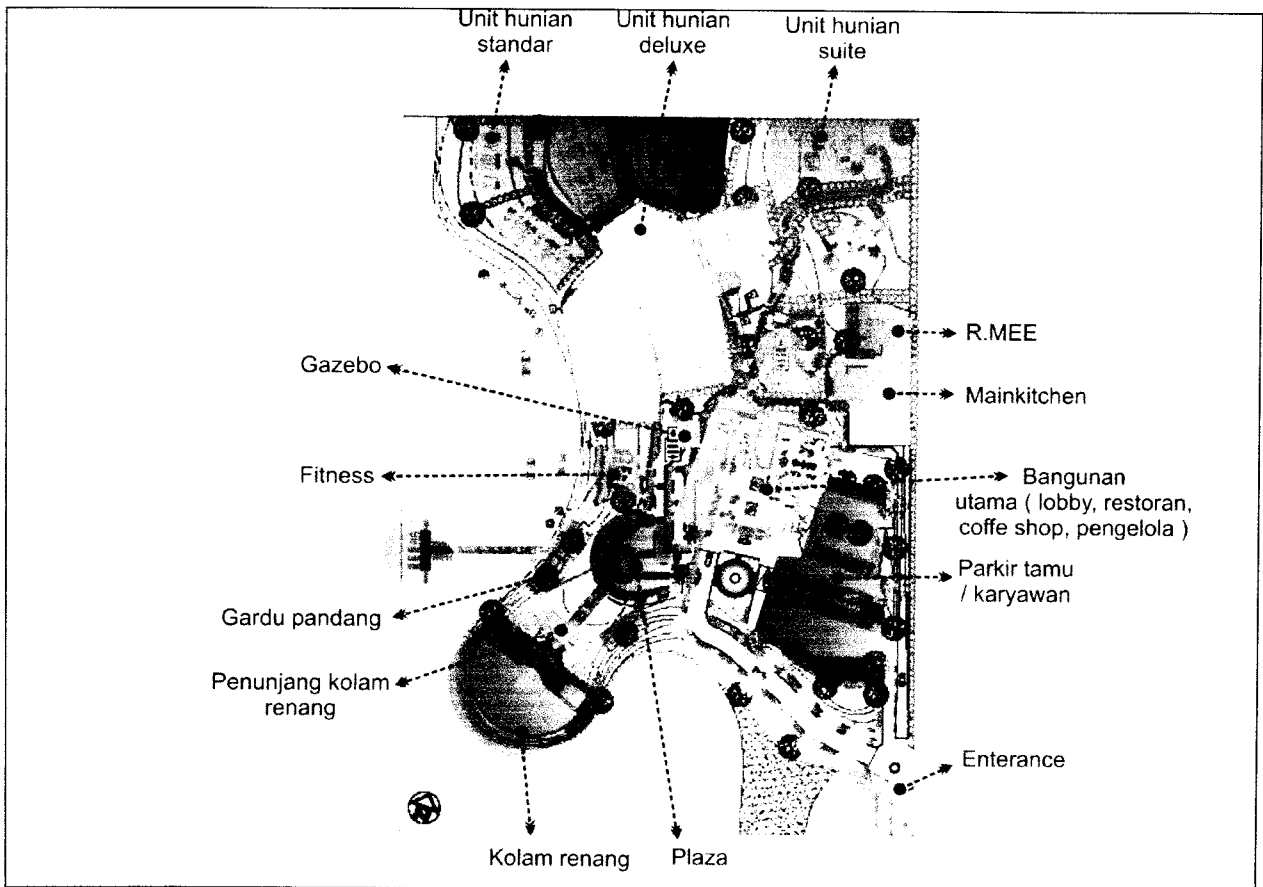 Unit hunian
standar
Unit hunian
deluxe
Unit hunian
suite
R.MEE
Gazebo
Mainkitchen
Fitness
Bangunan
utama ( lobby, restoran,
coffe shop, pengelola )
Parkir tamu
/ karyawan
Gardu pandang
Penunjang kolam
renang
Enterance
Kolam renang
Plaza